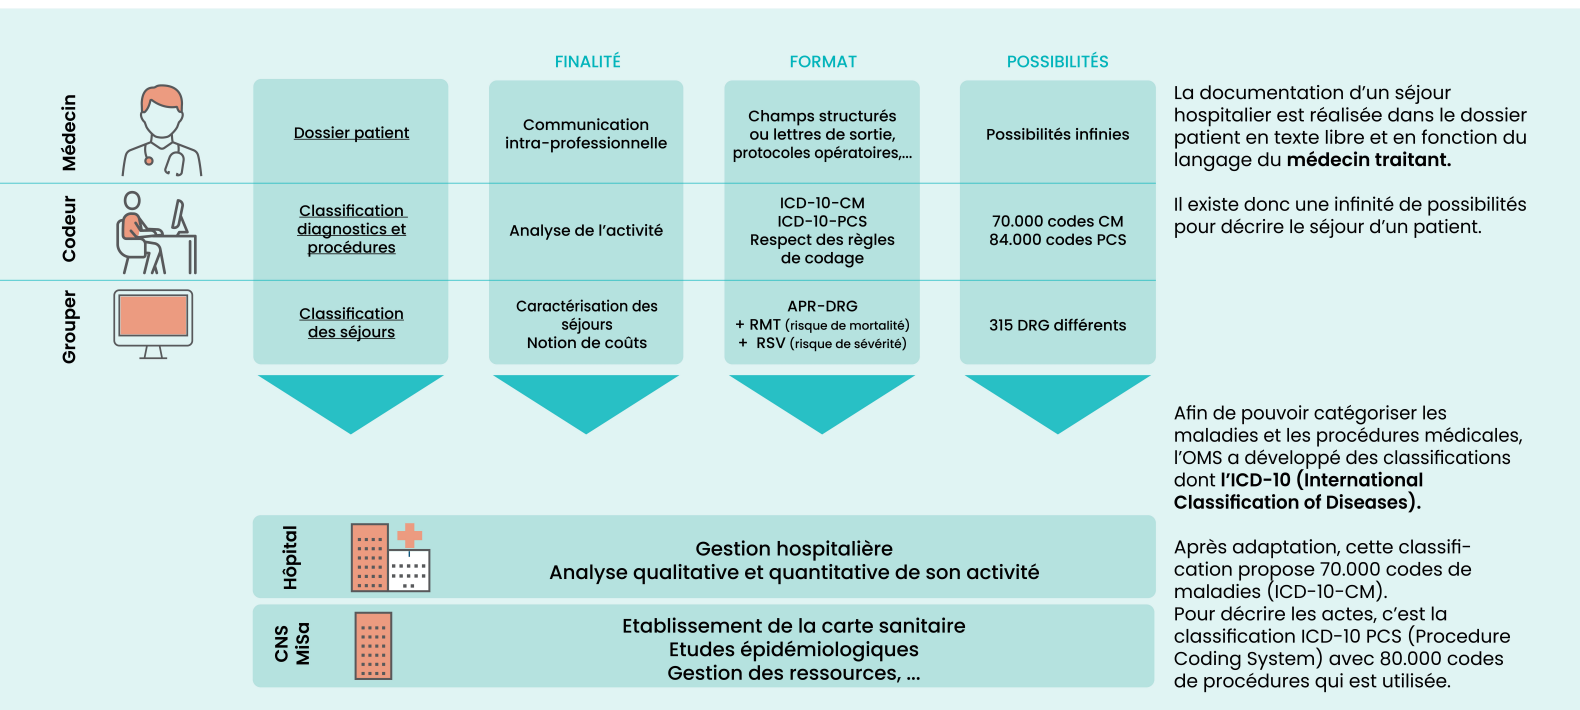 FINALITÉ
FORMAT
POSSIBILITÉS
Médecin
Dossier patient
Communication
intra-professionnelle
Champs structurés
ou lettres de sortie,
protocoles opératoires,...
Possibilités infinies
Codeur
Classification
diagnostics et
procédures
Analyse de l’activité
ICD-10-CM
ICD-10-PCS
Respect des règles
de codage
70.000 codes CM
84.000 codes PCS
Grouper
Classification
des séjours
Caractérisation des
séjours
Notion de coûts
APR-DRG
+ RMT (risque de mortalité)
+ RSV (risque de sévérité)
315 DRG différents
La documentation d’un séjour
hospitalier est réalisée dans le dossier
patient en texte libre et en fonction du
langage du médecin traitant.
Il existe donc une infinité de possibilités
pour décrire le séjour d’un patient.
Afin de pouvoir catégoriser les
maladies et les procédures médicales,
l’OMS a développé des classifications
dont l’ICD-10 (International
Classification of Diseases).
Après adaptation, cette classifi-
cation propose 70.000 codes de
maladies (ICD-10-CM).
Pour décrire les actes, c’est la
classification ICD-10 PCS (Procedure
Coding System) avec 80.000 codes
de procédures qui est utilisée.
Hôpital
Gestion hospitalière
Analyse qualitative et quantitative de son activité
CNS
MiSa
Etablissement de la carte sanitaire
Etudes épidémiologiques
Gestion des ressources, ...